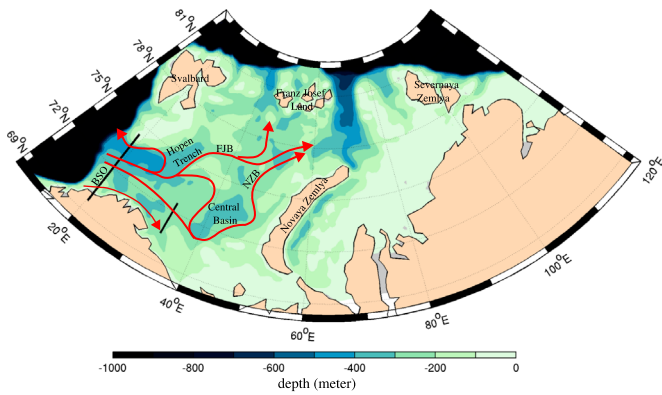 81°N
78°N
75°N
72°N
69°N
Svalbard
Franz Josef
Land
Severnaya
Zemlya
Hopen
Trench
FJB
BSO
NZB
Central
Basin
Novaya Zemlya
20°E
40°E
60°E
80°E
100°E
120°E
-1000 -800 -600 -400 -200 0
depth (meter)